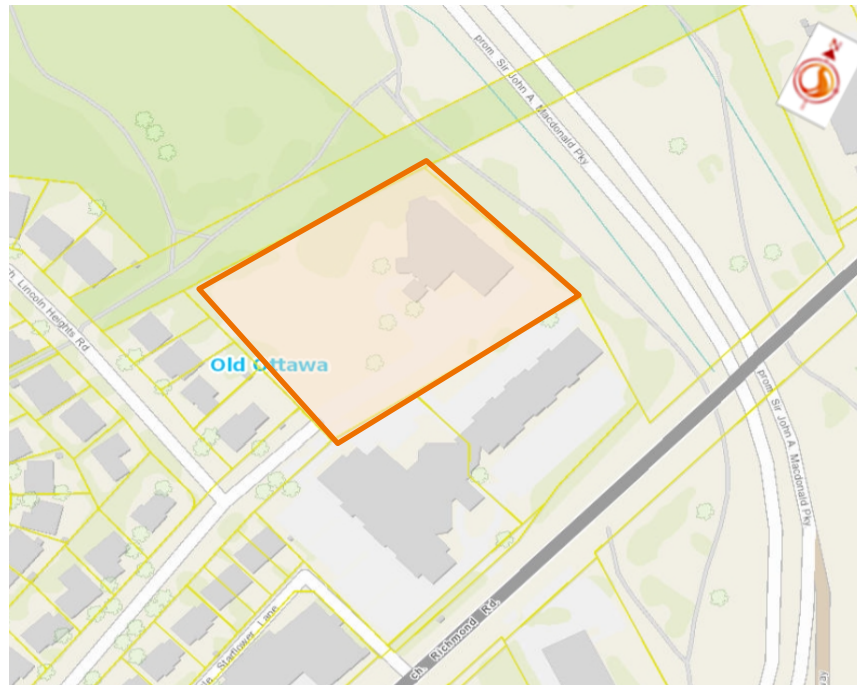 prom Sir John A. Macdonald Pky
N
ch. Lincoln Heights Rd
Old Ottawa
prom Sir John A. Macdonald Pky
Starflower Lane
ch. Richmond Rd.